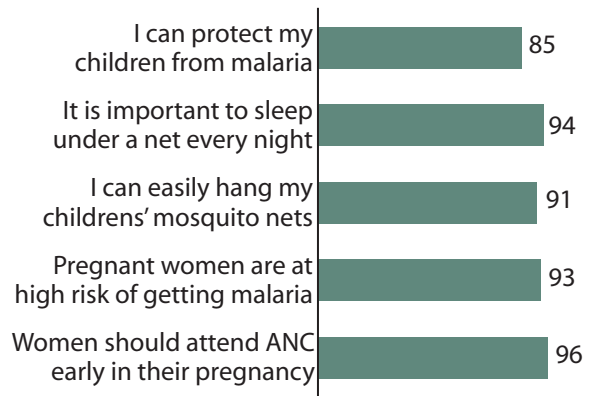 I can protect my
children from malaria
85
It is important to sleep
under a net every night
94
I can easily hang my
childrens’ mosquito nets
91
Pregnant women are at
high risk of getting malaria
93
Women should attend ANC
early in their pregnancy
96